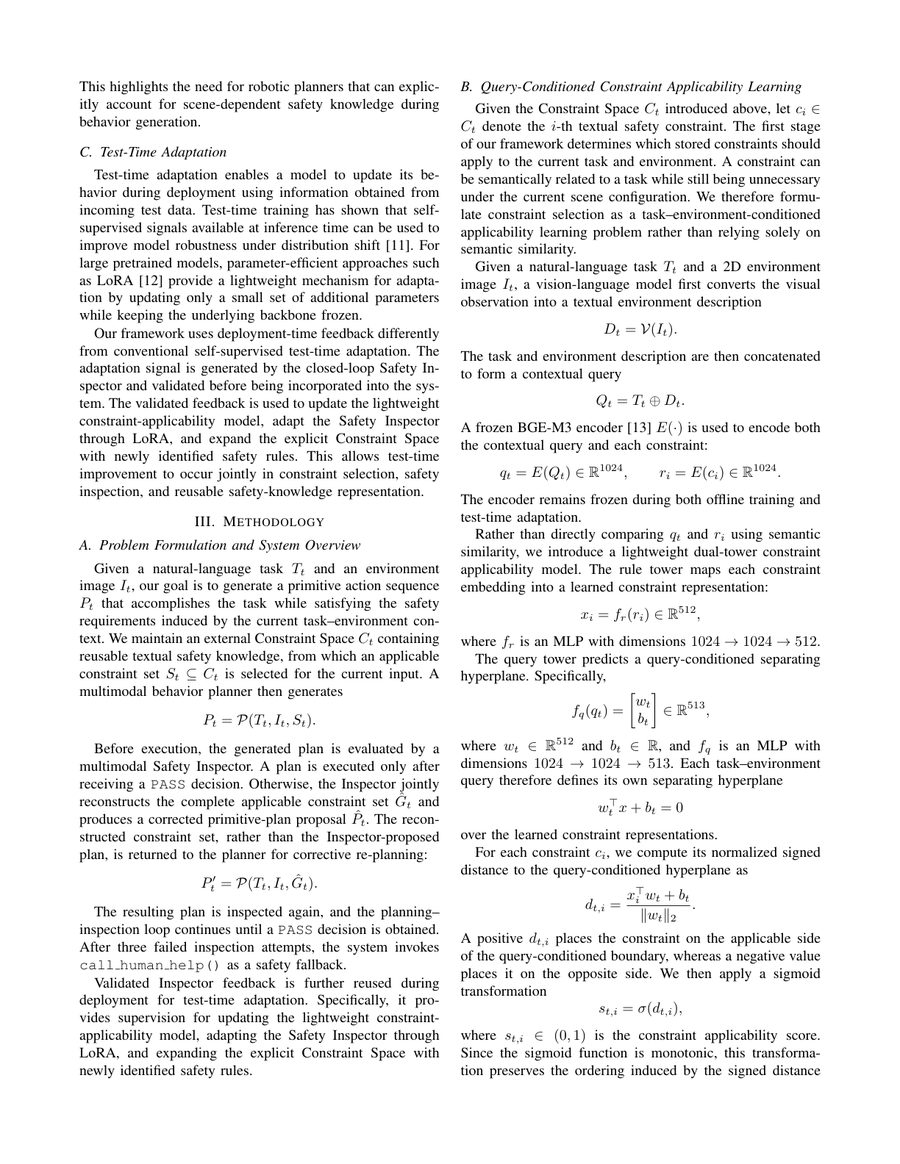 This highlights the need for robotic planners that can explic-
itly account for scene-dependent safety knowledge during
behavior generation.
C. Test-Time Adaptation
Test-time adaptation enables a model to update its be-
havior during deployment using information obtained from
incoming test data. Test-time training has shown that self-
supervised signals available at inference time can be used to
improve model robustness under distribution shift [11]. For
large pretrained models, parameter-efficient approaches such
as LoRA [12] provide a lightweight mechanism for adapta-
tion by updating only a small set of additional parameters
while keeping the underlying backbone frozen.
Our framework uses deployment-time feedback differently
from conventional self-supervised test-time adaptation. The
adaptation signal is generated by the closed-loop Safety In-
spector and validated before being incorporated into the sys-
tem. The validated feedback is used to update the lightweight
constraint-applicability model, adapt the Safety Inspector
through LoRA, and expand the explicit Constraint Space
with newly identified safety rules. This allows test-time
improvement to occur jointly in constraint selection, safety
inspection, and reusable safety-knowledge representation.
III. METHODOLOGY
A. Problem Formulation and System Overview
Given a natural-language task T_t and an environment
image I_t, our goal is to generate a primitive action sequence
P_t that accomplishes the task while satisfying the safety
requirements induced by the current task–environment con-
text. We maintain an external Constraint Space C_t containing
reusable textual safety knowledge, from which an applicable
constraint set S_t ⊆ C_t is selected for the current input. A
multimodal behavior planner then generates
P_t = P(T_t, I_t, S_t).
Before execution, the generated plan is evaluated by a
multimodal Safety Inspector. A plan is executed only after
receiving a PASS decision. Otherwise, the Inspector jointly
reconstructs the complete applicable constraint set Ĝ_t and
produces a corrected primitive-plan proposal P̂_t. The recon-
structed constraint set, rather than the Inspector-proposed
plan, is returned to the planner for corrective re-planning:
P′_t = P(T_t, I_t, Ĝ_t).
The resulting plan is inspected again, and the planning–
inspection loop continues until a PASS decision is obtained.
After three failed inspection attempts, the system invokes
call_human_help() as a safety fallback.
Validated Inspector feedback is further reused during
deployment for test-time adaptation. Specifically, it pro-
vides supervision for updating the lightweight constraint-
applicability model, adapting the Safety Inspector through
LoRA, and expanding the explicit Constraint Space with
newly identified safety rules.
B. Query-Conditioned Constraint Applicability Learning
Given the Constraint Space C_t introduced above, let c_i ∈
C_t denote the i-th textual safety constraint. The first stage
of our framework determines which stored constraints should
apply to the current task and environment. A constraint can
be semantically related to a task while still being unnecessary
under the current scene configuration. We therefore formu-
late constraint selection as a task–environment-conditioned
applicability learning problem rather than relying solely on
semantic similarity.
Given a natural-language task T_t and a 2D environment
image I_t, a vision-language model first converts the visual
observation into a textual environment description
D_t = V(I_t).
The task and environment description are then concatenated
to form a contextual query
Q_t = T_t ⊕ D_t.
A frozen BGE-M3 encoder [13] E(·) is used to encode both
the contextual query and each constraint:
q_t = E(Q_t) ∈ ℝ^1024, r_i = E(c_i) ∈ ℝ^1024.
The encoder remains frozen during both offline training and
test-time adaptation.
Rather than directly comparing q_t and r_i using semantic
similarity, we introduce a lightweight dual-tower constraint
applicability model. The rule tower maps each constraint
embedding into a learned constraint representation:
x_i = f_r(r_i) ∈ ℝ^512,
where f_r is an MLP with dimensions 1024 → 1024 → 512.
The query tower predicts a query-conditioned separating
hyperplane. Specifically,
f_q(q_t) = [w_t b_t] ∈ ℝ^513,
where w_t ∈ ℝ^512 and b_t ∈ ℝ, and f_q is an MLP with
dimensions 1024 → 1024 → 513. Each task–environment
query therefore defines its own separating hyperplane
w_t^⊤ x + b_t = 0
over the learned constraint representations.
For each constraint c_i, we compute its normalized signed
distance to the query-conditioned hyperplane as
d_{t,i} = (x_i^⊤ w_t + b_t) / ‖w_t‖_2.
A positive d_{t,i} places the constraint on the applicable side
of the query-conditioned boundary, whereas a negative value
places it on the opposite side. We then apply a sigmoid
transformation
s_{t,i} = σ(d_{t,i}),
where s_{t,i} ∈ (0, 1) is the constraint applicability score.
Since the sigmoid function is monotonic, this transforma-
tion preserves the ordering induced by the signed distance